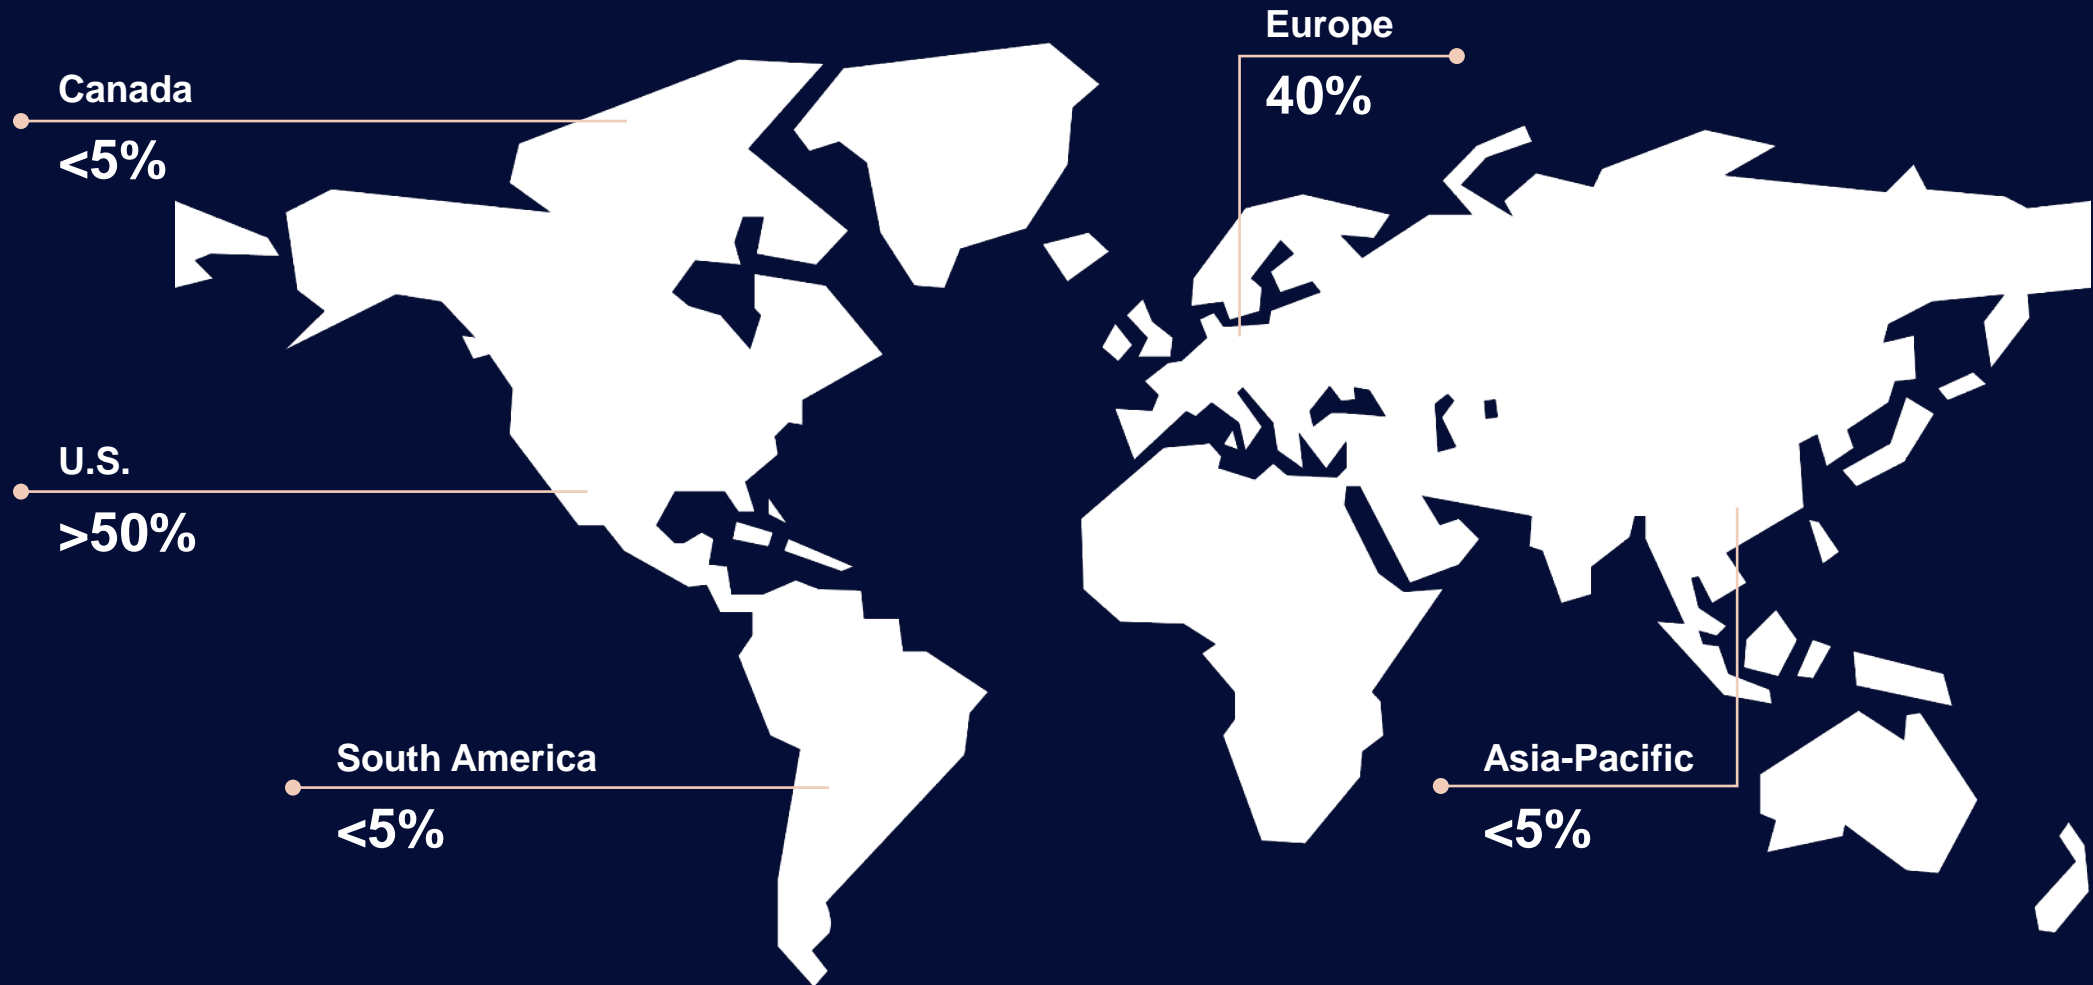 Europe
40%
Canada
<5%
U.S.
>50%
South America
<5%
Asia-Pacific
<5%